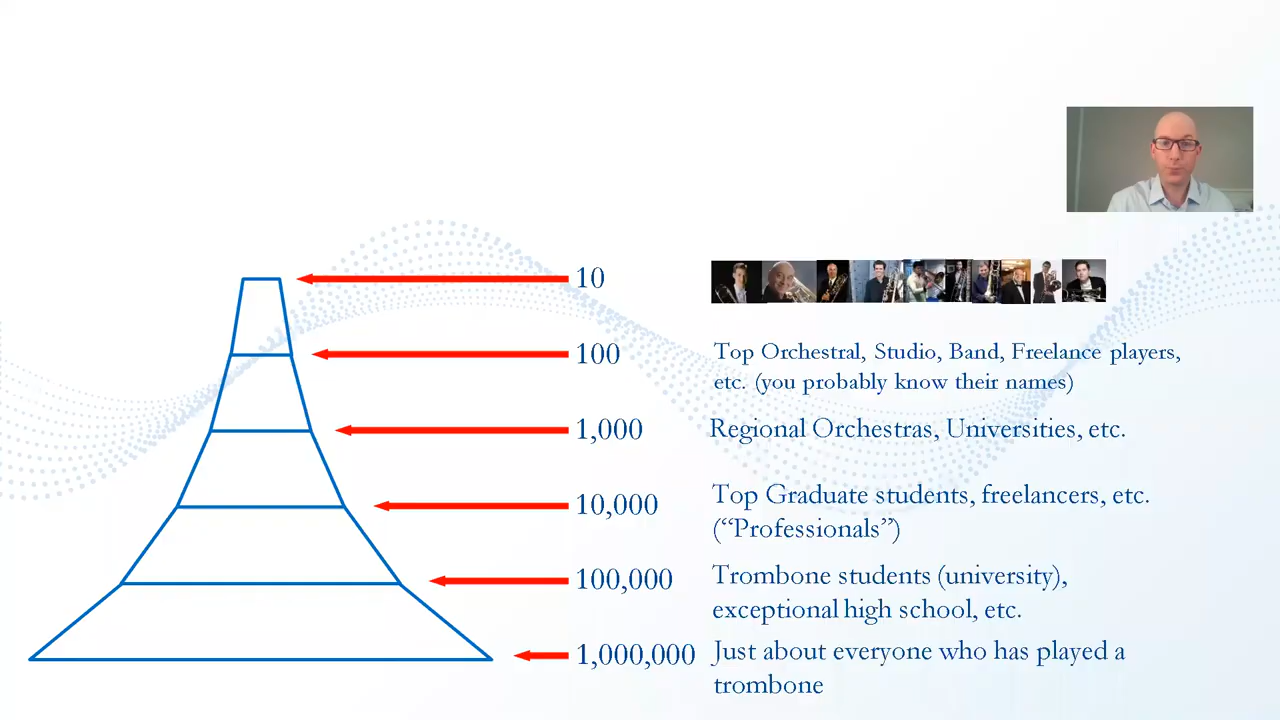 10
100
Top Orchestral, Studio, Band, Freelance players,
etc. (you probably know their names)
1,000
Regional Orchestras, Universities, etc.
10,000
Top Graduate students, freelancers, etc.
(“Professionals”)
100,000
Trombone students (university),
exceptional high school, etc.
1,000,000
Just about everyone who has played a
trombone